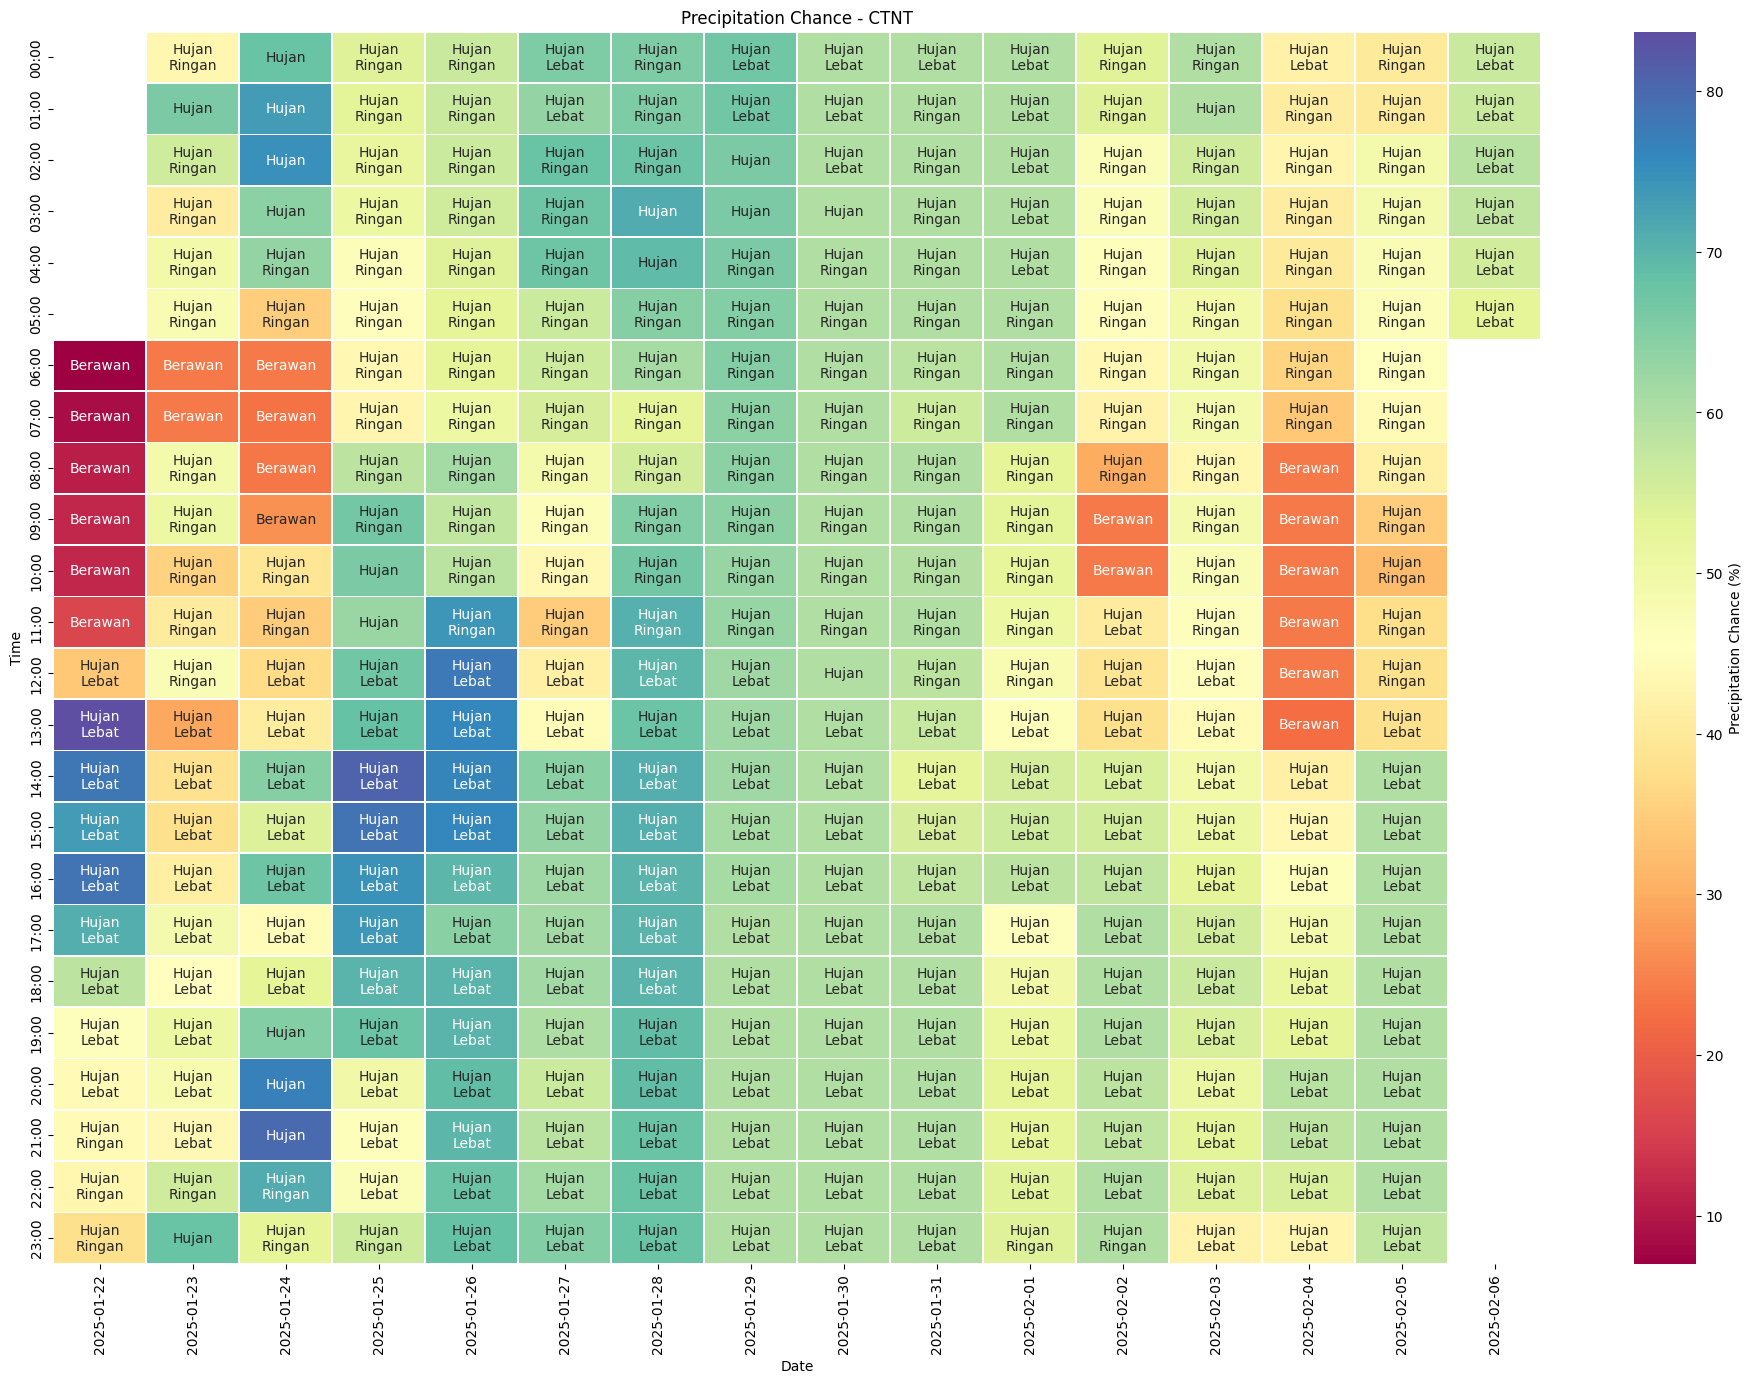 Precipitation Chance - CTNT
00:00 Hujan Ringan Hujan Hujan Ringan Hujan Ringan Hujan Lebat Hujan Ringan Hujan Lebat Hujan Lebat Hujan Lebat Hujan Lebat Hujan Ringan Hujan Ringan Hujan Lebat Hujan Ringan Hujan Lebat
01:00 Hujan Hujan Hujan Ringan Hujan Ringan Hujan Lebat Hujan Ringan Hujan Lebat Hujan Lebat Hujan Ringan Hujan Lebat Hujan Ringan Hujan Hujan Ringan Hujan Ringan Hujan Lebat
02:00 Hujan Ringan Hujan Hujan Ringan Hujan Ringan Hujan Ringan Hujan Ringan Hujan Hujan Lebat Hujan Ringan Hujan Lebat Hujan Ringan Hujan Ringan Hujan Ringan Hujan Ringan Hujan Lebat
03:00 Hujan Ringan Hujan Hujan Ringan Hujan Ringan Hujan Ringan Hujan Hujan Hujan Hujan Ringan Hujan Lebat Hujan Ringan Hujan Ringan Hujan Ringan Hujan Ringan Hujan Lebat
04:00 Hujan Ringan Hujan Ringan Hujan Ringan Hujan Ringan Hujan Ringan Hujan Hujan Ringan Hujan Ringan Hujan Ringan Hujan Lebat Hujan Ringan Hujan Ringan Hujan Ringan Hujan Ringan Hujan Lebat
05:00 Hujan Ringan Hujan Ringan Hujan Ringan Hujan Ringan Hujan Ringan Hujan Ringan Hujan Ringan Hujan Ringan Hujan Ringan Hujan Ringan Hujan Ringan Hujan Ringan Hujan Ringan Hujan Ringan Hujan Lebat
06:00 Berawan Berawan Berawan Hujan Ringan Hujan Ringan Hujan Ringan Hujan Ringan Hujan Ringan Hujan Ringan Hujan Ringan Hujan Ringan Hujan Ringan Hujan Ringan Hujan Ringan Hujan Ringan
07:00 Berawan Berawan Berawan Hujan Ringan Hujan Ringan Hujan Ringan Hujan Ringan Hujan Ringan Hujan Ringan Hujan Ringan Hujan Ringan Hujan Ringan Hujan Ringan Hujan Ringan Hujan Ringan
08:00 Berawan Hujan Ringan Berawan Hujan Ringan Hujan Ringan Hujan Ringan Hujan Ringan Hujan Ringan Hujan Ringan Hujan Ringan Hujan Ringan Hujan Ringan Hujan Ringan Berawan Hujan Ringan
09:00 Berawan Hujan Ringan Berawan Hujan Ringan Hujan Ringan Hujan Ringan Hujan Ringan Hujan Ringan Hujan Ringan Hujan Ringan Hujan Ringan Berawan Hujan Ringan Berawan Hujan Ringan
10:00 Berawan Hujan Ringan Hujan Ringan Hujan Hujan Ringan Hujan Ringan Hujan Ringan Hujan Ringan Hujan Ringan Hujan Ringan Hujan Ringan Berawan Hujan Ringan Berawan Hujan Ringan
11:00 Berawan Hujan Ringan Hujan Ringan Hujan Hujan Ringan Hujan Ringan Hujan Ringan Hujan Ringan Hujan Ringan Hujan Ringan Hujan Ringan Hujan Lebat Hujan Ringan Berawan Hujan Ringan
12:00 Hujan Lebat Hujan Ringan Hujan Lebat Hujan Lebat Hujan Lebat Hujan Lebat Hujan Lebat Hujan Lebat Hujan Hujan Ringan Hujan Ringan Hujan Lebat Hujan Lebat Berawan Hujan Ringan
13:00 Hujan Lebat Hujan Lebat Hujan Lebat Hujan Lebat Hujan Lebat Hujan Lebat Hujan Lebat Hujan Lebat Hujan Lebat Hujan Lebat Hujan Lebat Hujan Lebat Hujan Lebat Berawan Hujan Lebat
14:00 Hujan Lebat Hujan Lebat Hujan Lebat Hujan Lebat Hujan Lebat Hujan Lebat Hujan Lebat Hujan Lebat Hujan Lebat Hujan Lebat Hujan Lebat Hujan Lebat Hujan Lebat Hujan Lebat Hujan Lebat
15:00 Hujan Lebat Hujan Lebat Hujan Lebat Hujan Lebat Hujan Lebat Hujan Lebat Hujan Lebat Hujan Lebat Hujan Lebat Hujan Lebat Hujan Lebat Hujan Lebat Hujan Lebat Hujan Lebat Hujan Lebat
16:00 Hujan Lebat Hujan Lebat Hujan Lebat Hujan Lebat Hujan Lebat Hujan Lebat Hujan Lebat Hujan Lebat Hujan Lebat Hujan Lebat Hujan Lebat Hujan Lebat Hujan Lebat Hujan Lebat Hujan Lebat
17:00 Hujan Lebat Hujan Lebat Hujan Lebat Hujan Lebat Hujan Lebat Hujan Lebat Hujan Lebat Hujan Lebat Hujan Lebat Hujan Lebat Hujan Lebat Hujan Lebat Hujan Lebat Hujan Lebat Hujan Lebat
18:00 Hujan Lebat Hujan Lebat Hujan Lebat Hujan Lebat Hujan Lebat Hujan Lebat Hujan Lebat Hujan Lebat Hujan Lebat Hujan Lebat Hujan Lebat Hujan Lebat Hujan Lebat Hujan Lebat Hujan Lebat
19:00 Hujan Lebat Hujan Lebat Hujan Hujan Lebat Hujan Lebat Hujan Lebat Hujan Lebat Hujan Lebat Hujan Lebat Hujan Lebat Hujan Lebat Hujan Lebat Hujan Lebat Hujan Lebat Hujan Lebat
20:00 Hujan Lebat Hujan Lebat Hujan Hujan Lebat Hujan Lebat Hujan Lebat Hujan Lebat Hujan Lebat Hujan Lebat Hujan Lebat Hujan Lebat Hujan Lebat Hujan Lebat Hujan Lebat Hujan Lebat
21:00 Hujan Ringan Hujan Lebat Hujan Hujan Lebat Hujan Lebat Hujan Lebat Hujan Lebat Hujan Lebat Hujan Lebat Hujan Lebat Hujan Lebat Hujan Lebat Hujan Lebat Hujan Lebat Hujan Lebat
22:00 Hujan Ringan Hujan Ringan Hujan Ringan Hujan Lebat Hujan Lebat Hujan Lebat Hujan Lebat Hujan Lebat Hujan Lebat Hujan Lebat Hujan Lebat Hujan Lebat Hujan Lebat Hujan Lebat Hujan Lebat
23:00 Hujan Ringan Hujan Hujan Ringan Hujan Ringan Hujan Lebat Hujan Lebat Hujan Lebat Hujan Lebat Hujan Lebat Hujan Lebat Hujan Ringan Hujan Ringan Hujan Lebat Hujan Lebat Hujan Lebat
Time
2025-01-22 2025-01-23 2025-01-24 2025-01-25 2025-01-26 2025-01-27 2025-01-28 2025-01-29 2025-01-30 2025-01-31 2025-02-01 2025-02-02 2025-02-03 2025-02-04 2025-02-05 2025-02-06
Date
80
70
60
50
40
30
20
10
Precipitation Chance (%)